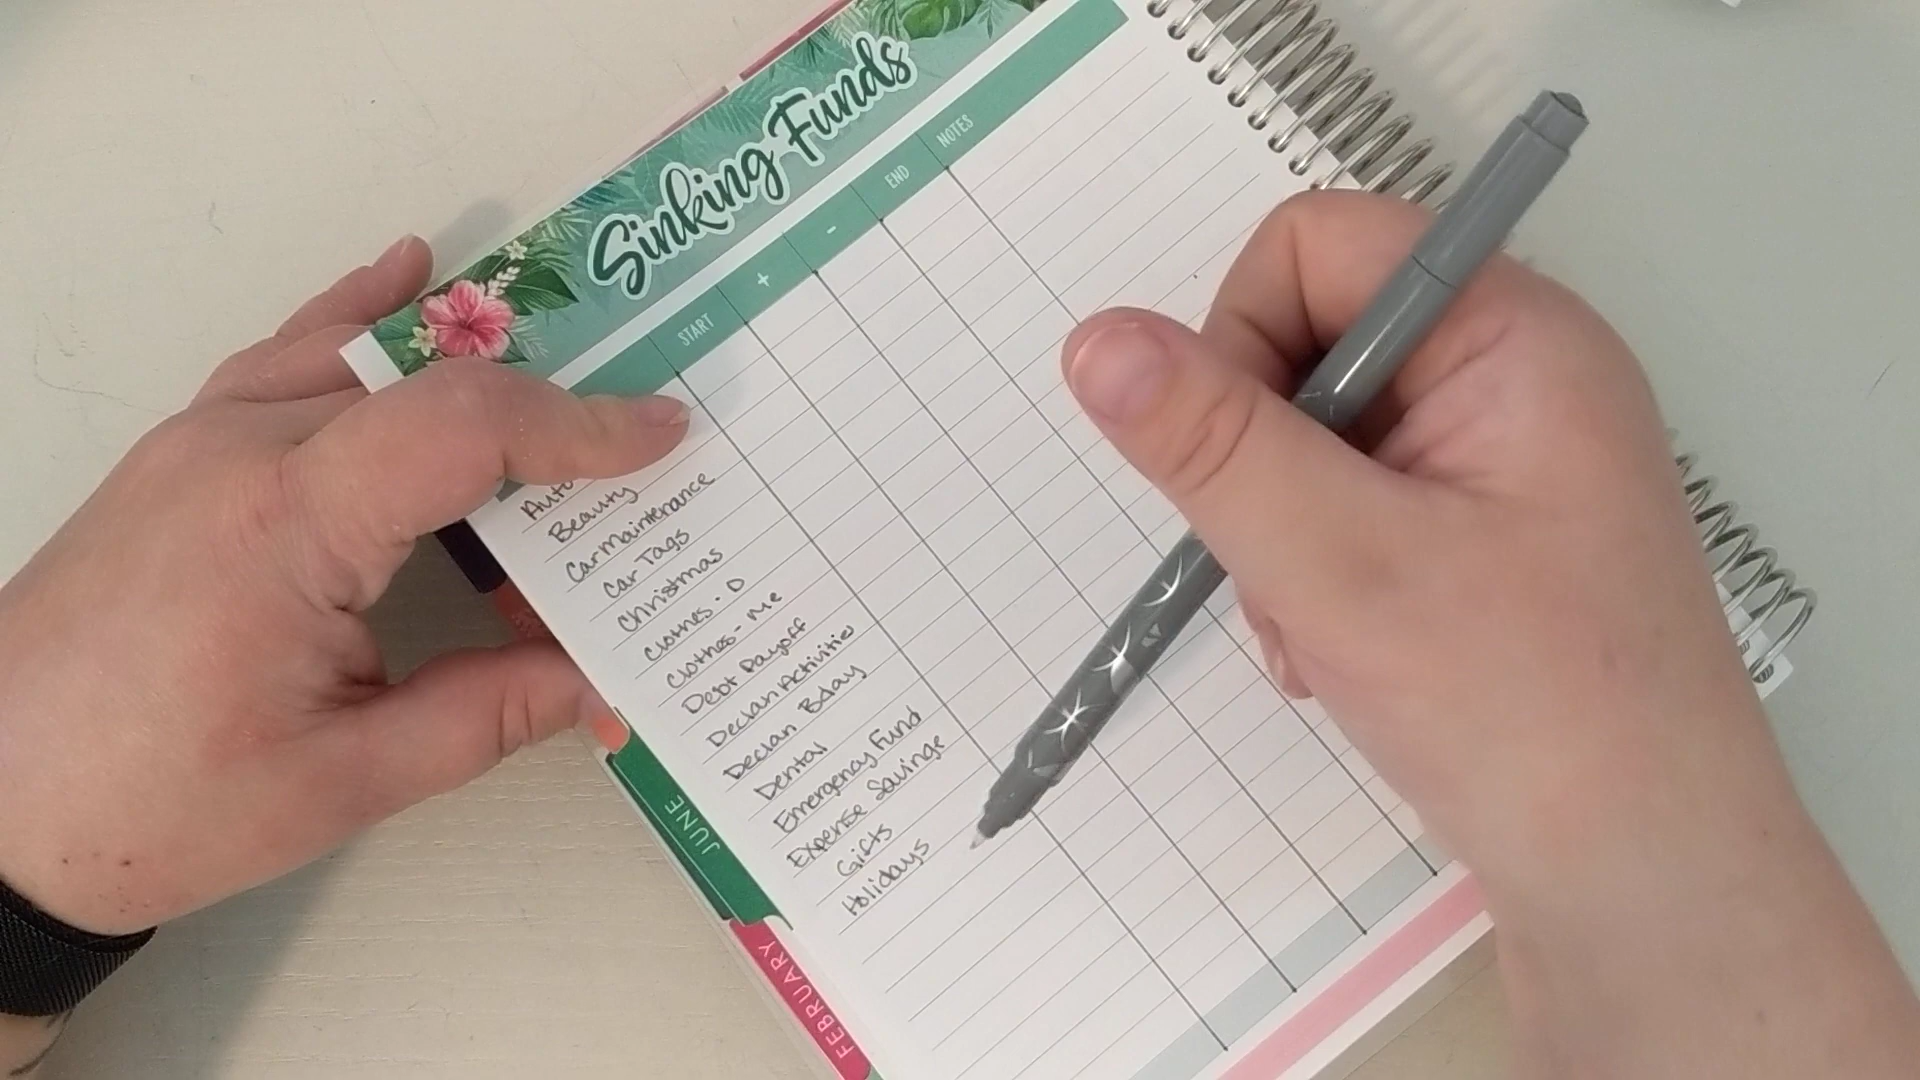 Sinking Funds
START + - END NOTES
Auto
Beauty
Car Maintenance
Car Tags
Christmas
Clothes - D
Clothes - Me
Debt Payoff
Declan Activities
Declan Bday
Dental
Emergency Fund
Expense Savings
Gifts
Holidays
JUNE
FEBRUARY